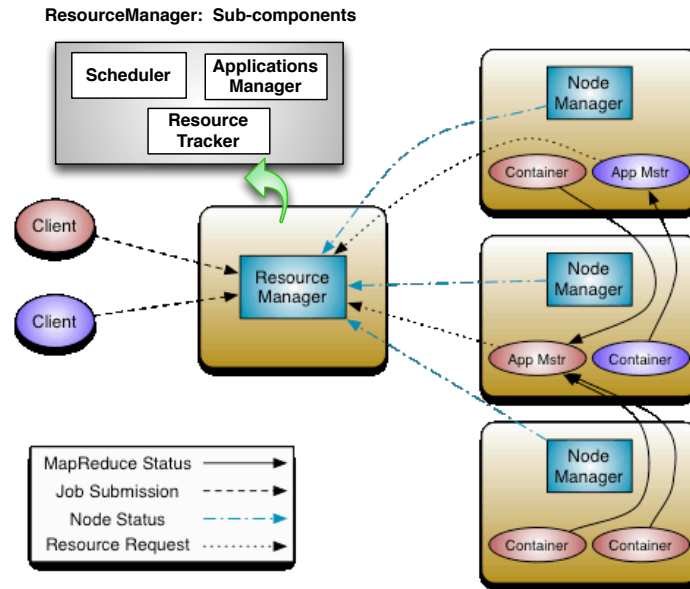 ResourceManager: Sub-components
Scheduler
Applications
Manager
Resource
Tracker
Client
Client
Resource
Manager
Node
Manager
Container
App Mstr
Node
Manager
App Mstr
Container
Node
Manager
Container
Container
MapReduce Status
Job Submission
Node Status
Resource Request